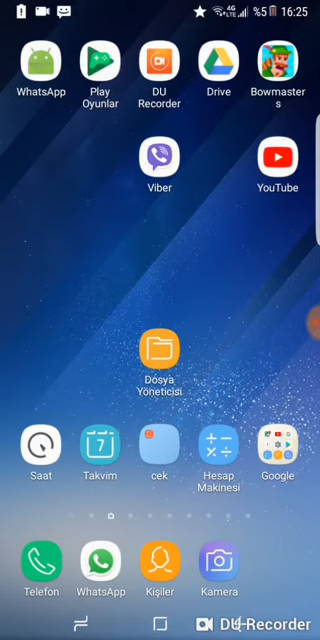 4G
LTE
%5
16:25
WhatsApp
Play
Oyunlar
DU
Recorder
Drive
Bowmaster
s
Viber
YouTube
Dosya
Yöneticisi
Saat
7
Takvim
cek
Hesap
Makinesi
Google
Telefon
WhatsApp
Kişiler
Kamera
DU-Recorder